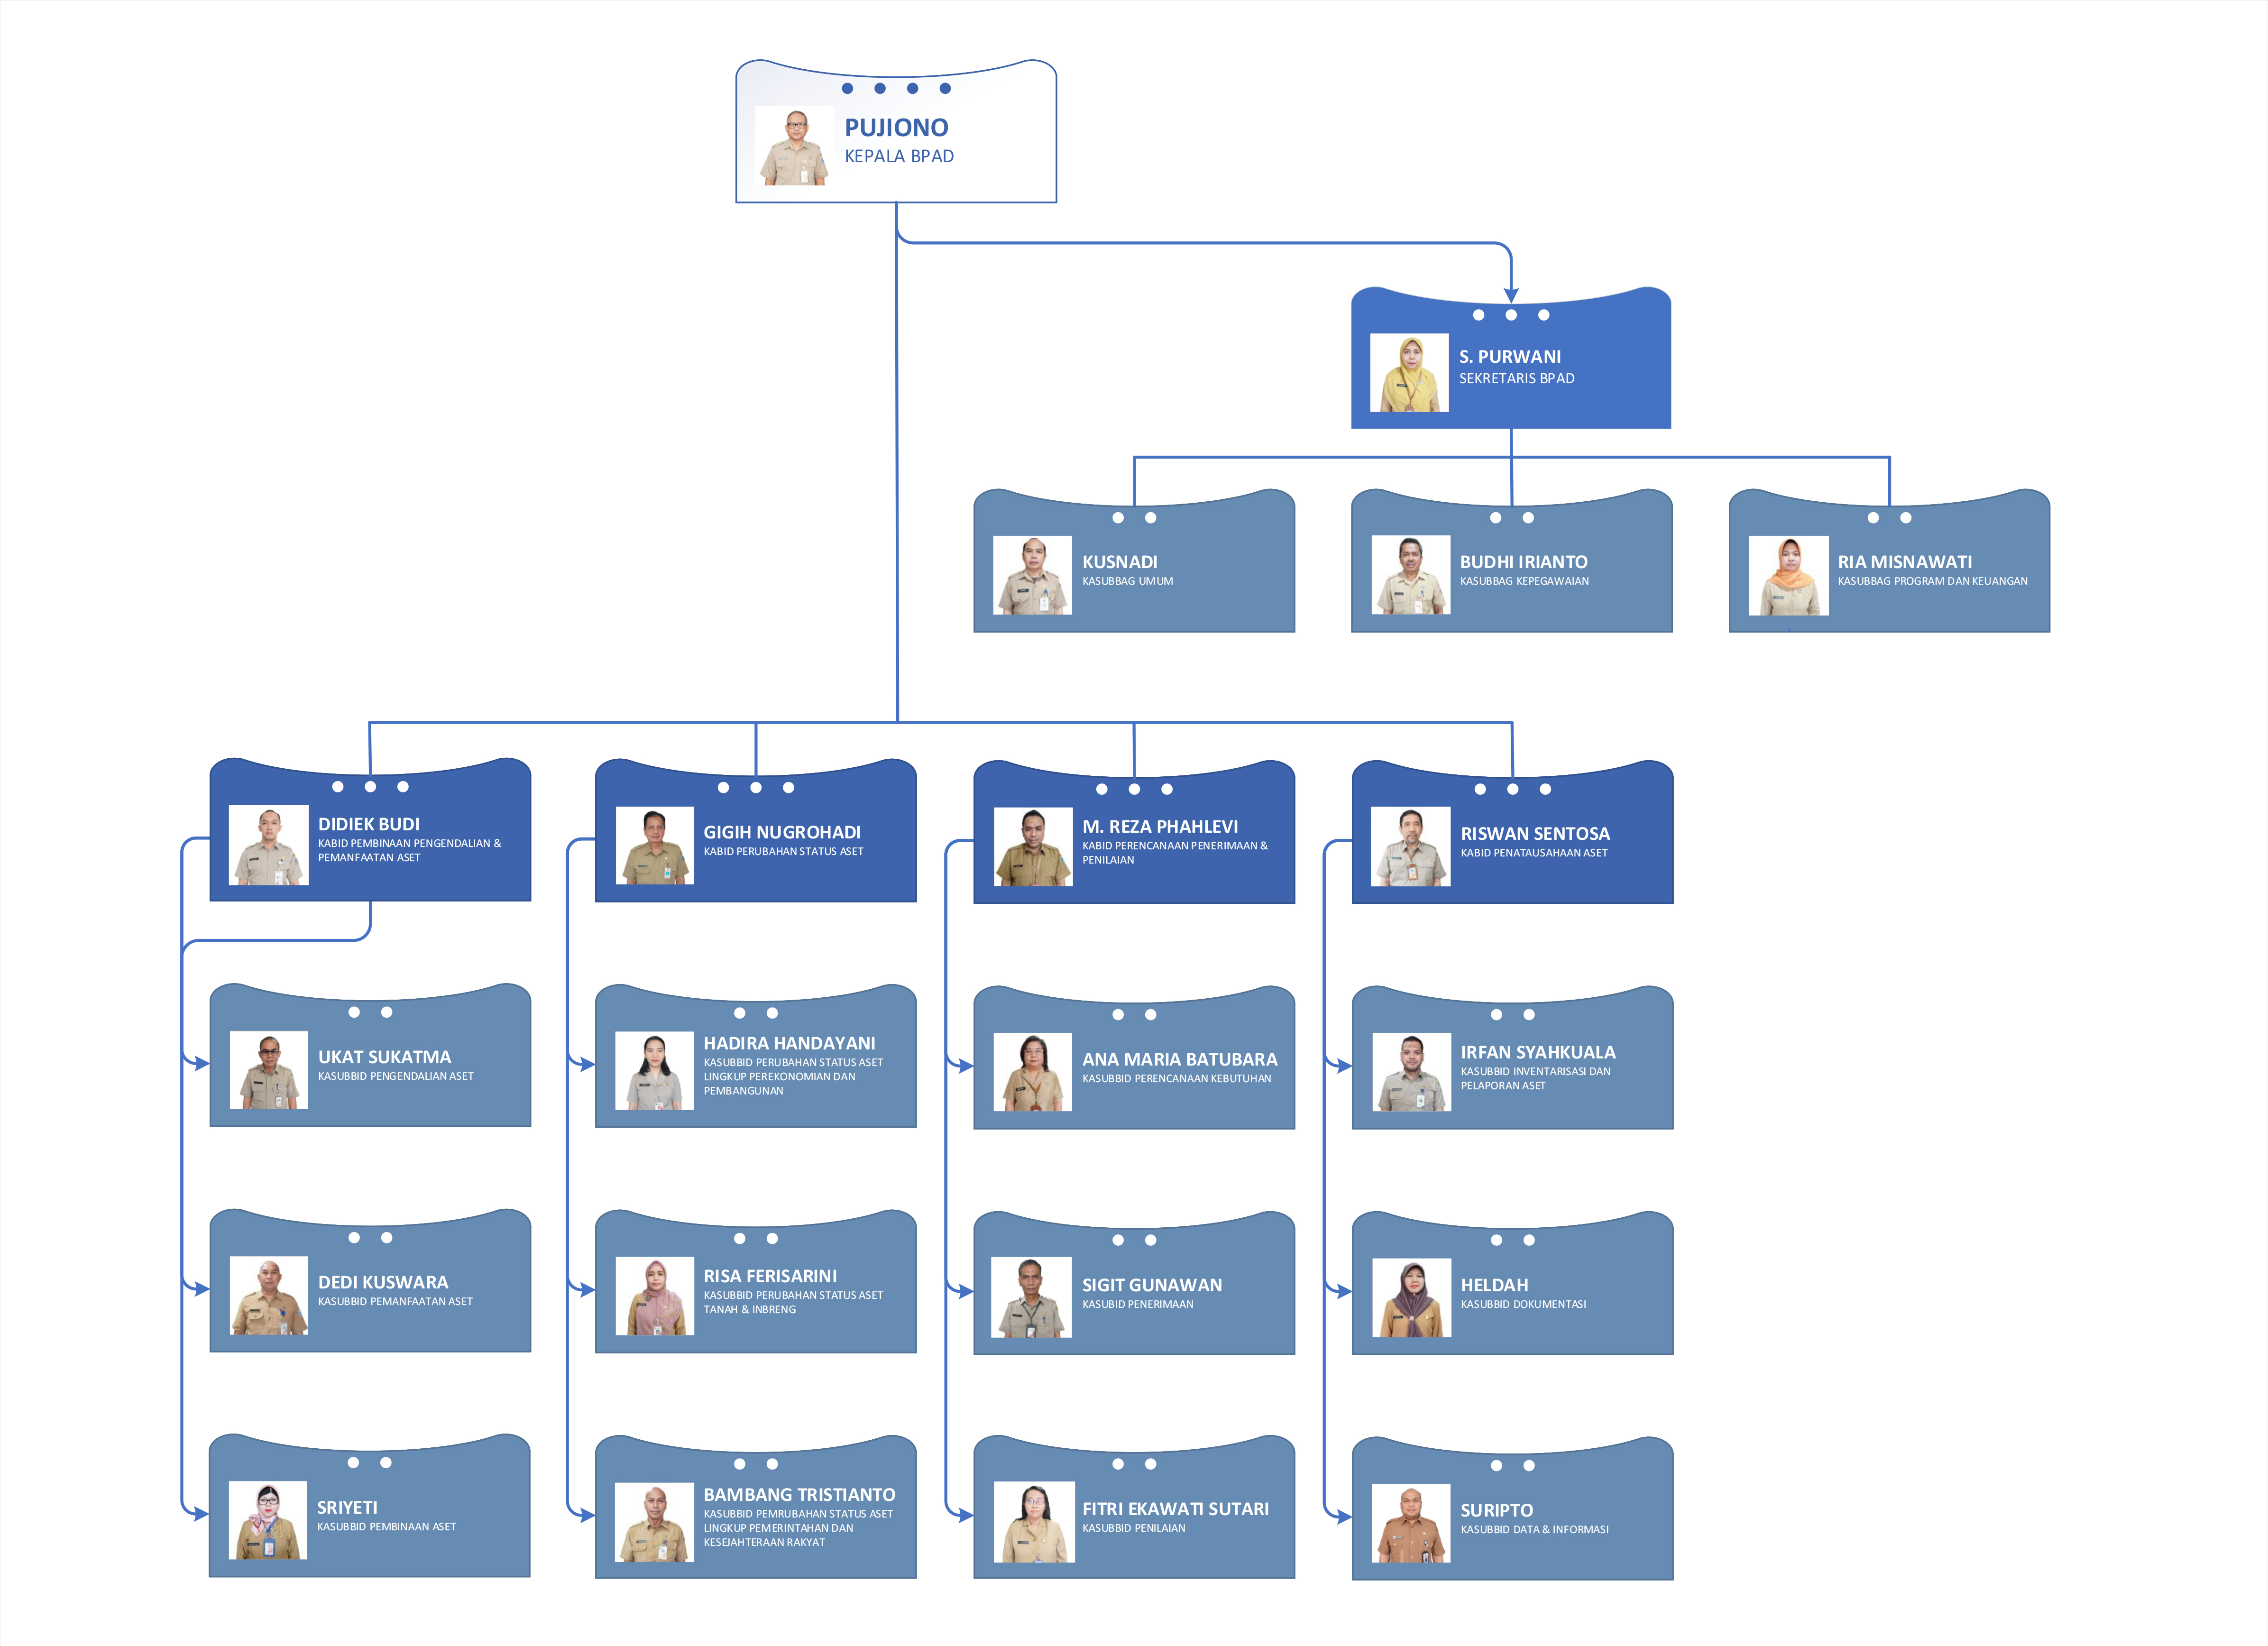 PUJIONO
KEPALA BPAD
S. PURWANI
SEKRETARIS BPAD
KUSNADI
KASUBBAG UMUM
BUDHI IRIANTO
KASUBBAG KEPEGAWAIAN
RIA MISNAWATI
KASUBBAG PROGRAM DAN KEUANGAN
DIDIEK BUDI
KABID PEMBINAAN PENGENDALIAN &
PEMANFAATAN ASET
GIGIH NUGROHADI
KABID PERUBAHAN STATUS ASET
M. REZA PHAHLEVI
KABID PERENCANAAN PENERIMAAN &
PENILAIAN
RISWAN SENTOSA
KABID PENATAUSAHAAN ASET
UKAT SUKATMA
KASUBBID PENGENDALIAN ASET
HADIRA HANDAYANI
KASUBBID PERUBAHAN STATUS ASET
LINGKUP PEREKONOMIAN DAN
PEMBANGUNAN
ANA MARIA BATUBARA
KASUBBID PERENCANAAN KEBUTUHAN
IRFAN SYAHKUALA
KASUBBID INVENTARISASI DAN
PELAPORAN ASET
DEDI KUSWARA
KASUBBID PEMANFAATAN ASET
RISA FERISARINI
KASUBBID PERUBAHAN STATUS ASET
TANAH & INBRENG
SIGIT GUNAWAN
KASUBID PENERIMAAN
HELDAH
KASUBBID DOKUMENTASI
SRIYETI
KASUBBID PEMBINAAN ASET
BAMBANG TRISTIANTO
KASUBBID PEMRUBAHAN STATUS ASET
LINGKUP PEMERINTAHAN DAN
KESEJAHTERAAN RAKYAT
FITRI EKAWATI SUTARI
KASUBBID PENILAIAN
SURIPTO
KASUBBID DATA & INFORMASI